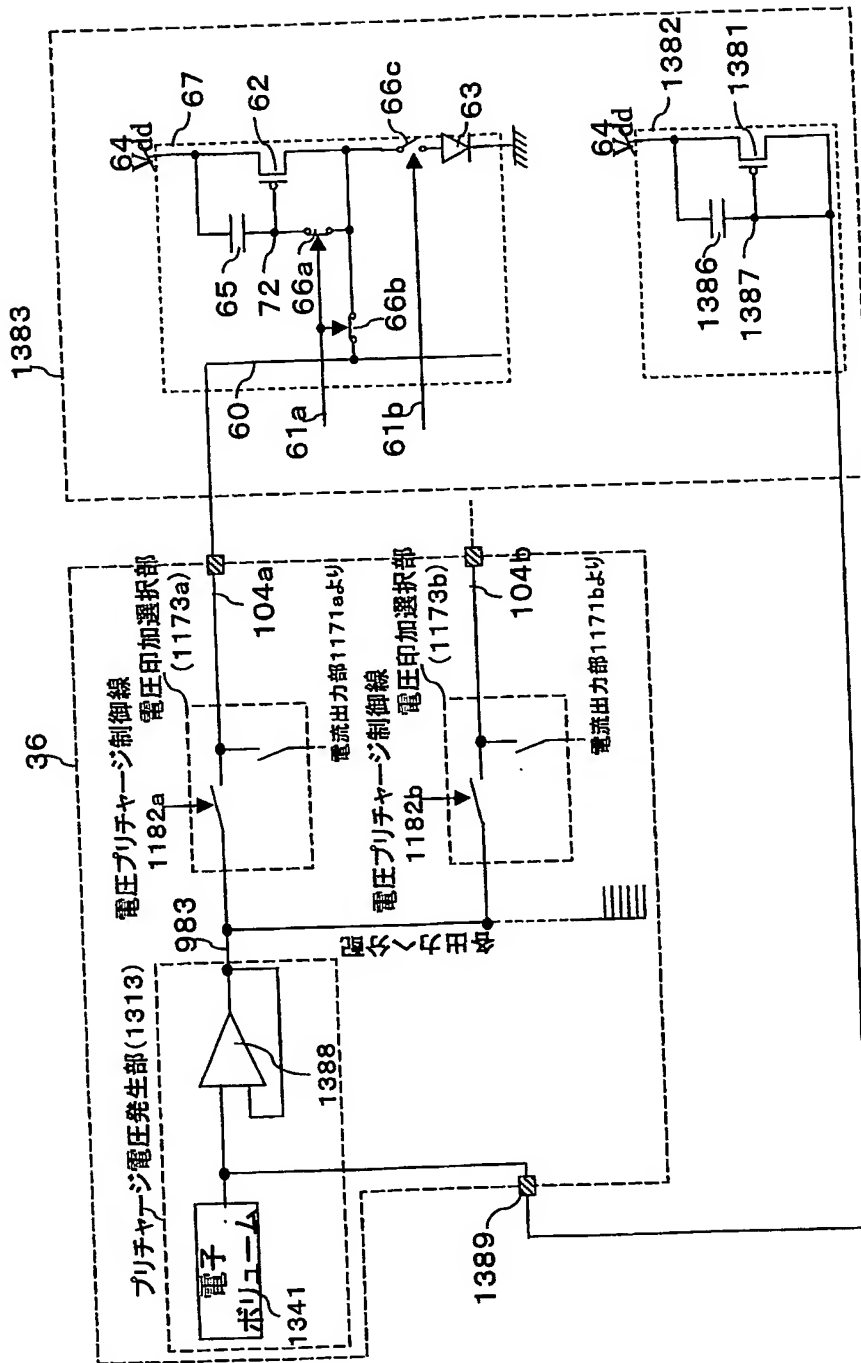 36
プリチャージ電圧発生部(1313)
電子
ボリューム
1341
1388
983
各出力へ分配
1389
電圧プリチャージ制御線
1182a
電圧印加選択部
(1173a)
104a
電流出力部1171aより
電圧プリチャージ制御線
1182b
電圧印加選択部
(1173b)
104b
電流出力部1171bより
1383
64
dd
67
62
65
72
66a
66b
66c
63
60
61a
61b
64
dd
1382
1381
1386
1387